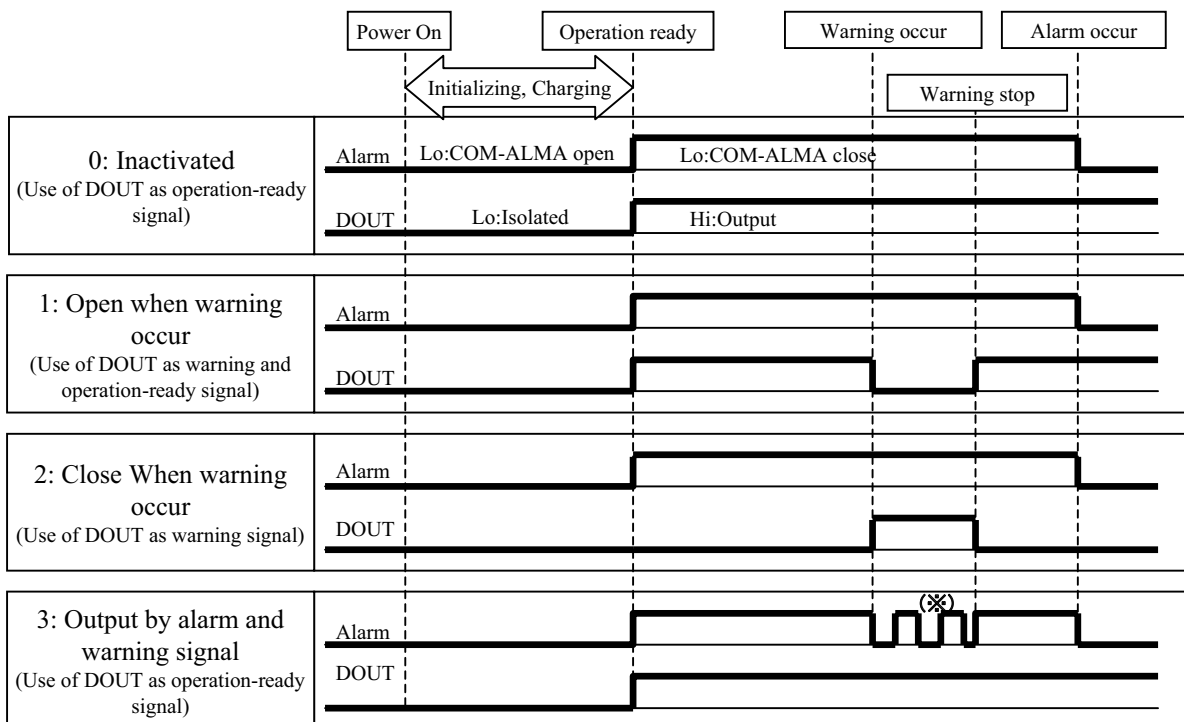 Power On
Operation ready
Warning occur
Alarm occur
Initializing, Charging
Warning stop
0: Inactivated
(Use of DOUT as operation-ready
signal)
Alarm
Lo:COM-ALMA open
Lo:COM-ALMA close
DOUT
Lo:Isolated
Hi:Output
1: Open when warning
occur
(Use of DOUT as warning and
operation-ready signal)
Alarm
DOUT
2: Close When warning
occur
(Use of DOUT as warning signal)
Alarm
DOUT
3: Output by alarm and
warning signal
(Use of DOUT as operation-ready
signal)
(※)
Alarm
DOUT